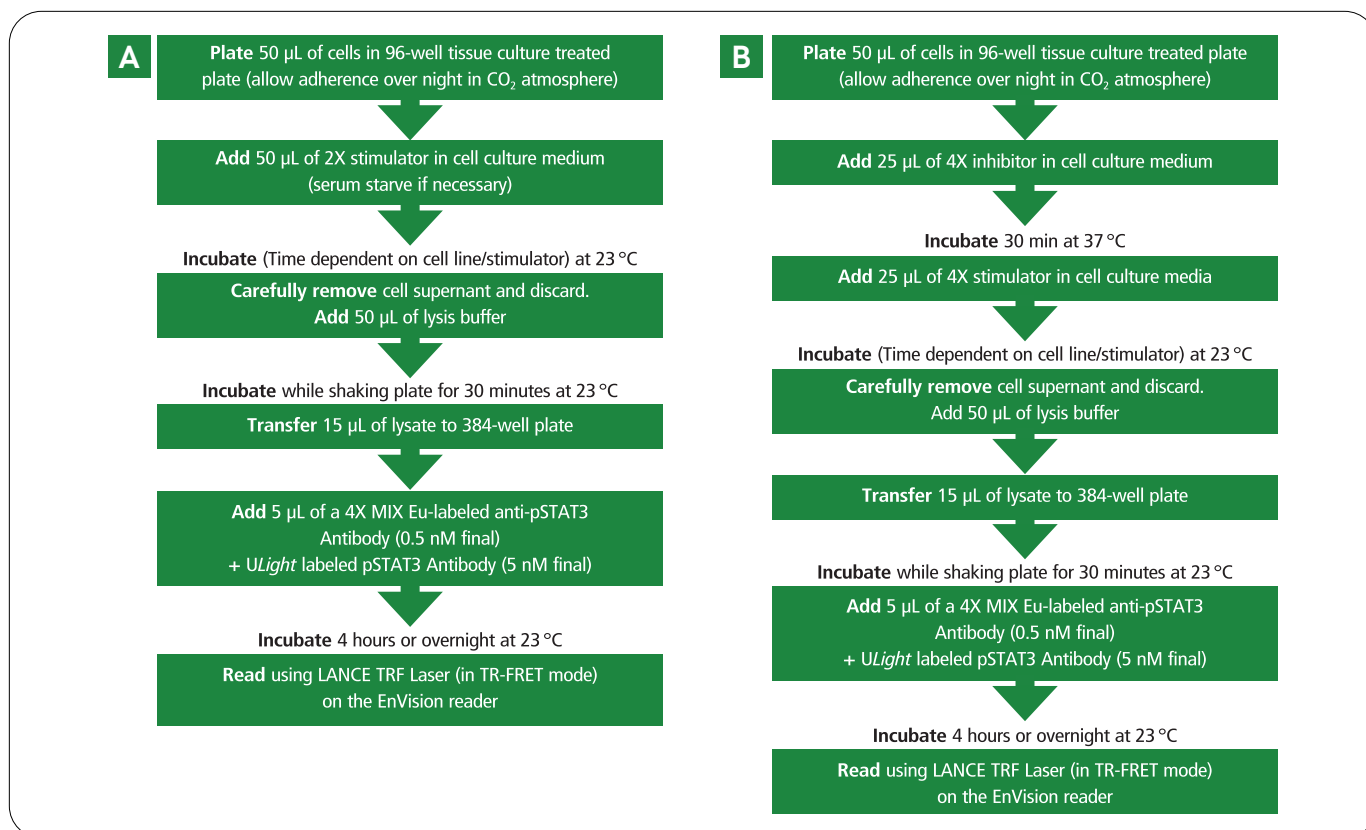 A
Plate 50 µL of cells in 96-well tissue culture treated
plate (allow adherence over night in CO₂ atmosphere)
Add 50 µL of 2X stimulator in cell culture medium
(serum starve if necessary)
Incubate (Time dependent on cell line/stimulator) at 23 °C
Carefully remove cell supernant and discard.
Add 50 µL of lysis buffer
Incubate while shaking plate for 30 minutes at 23 °C
Transfer 15 µL of lysate to 384-well plate
Add 5 µL of a 4X MIX Eu-labeled anti-pSTAT3
Antibody (0.5 nM final)
+ ULight labeled pSTAT3 Antibody (5 nM final)
Incubate 4 hours or overnight at 23 °C
Read using LANCE TRF Laser (in TR-FRET mode)
on the EnVision reader
B
Plate 50 µL of cells in 96-well tissue culture treated plate
(allow adherence over night in CO₂ atmosphere)
Add 25 µL of 4X inhibitor in cell culture medium
Incubate 30 min at 37 °C
Add 25 µL of 4X stimulator in cell culture media
Incubate (Time dependent on cell line/stimulator) at 23 °C
Carefully remove cell supernant and discard.
Add 50 µL of lysis buffer
Transfer 15 µL of lysate to 384-well plate
Incubate while shaking plate for 30 minutes at 23 °C
Add 5 µL of a 4X MIX Eu-labeled anti-pSTAT3
Antibody (0.5 nM final)
+ ULight labeled pSTAT3 Antibody (5 nM final)
Incubate 4 hours or overnight at 23 °C
Read using LANCE TRF Laser (in TR-FRET mode)
on the EnVision reader